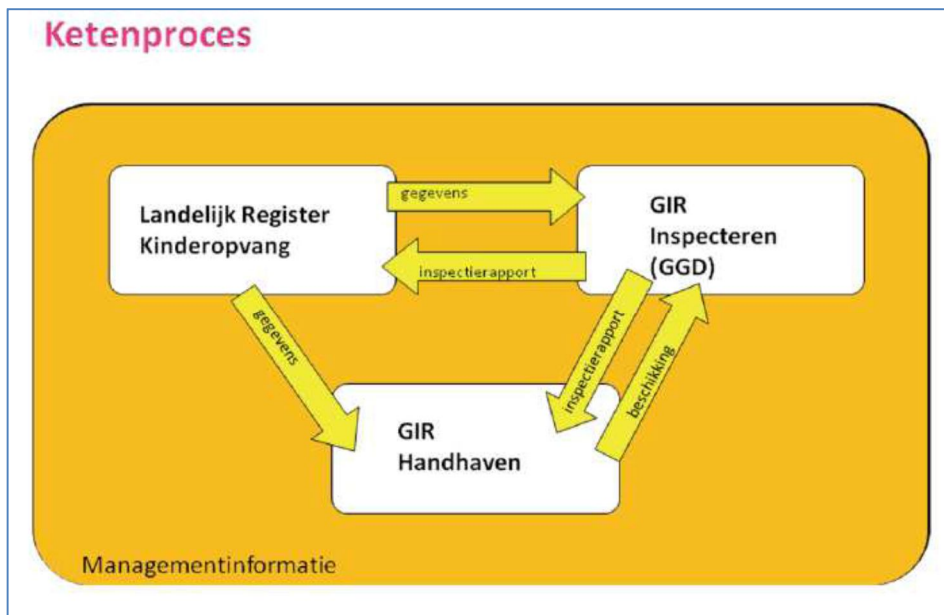 Ketenproces
Landelijk Register
Kinderopvang
gegevens
inspectierapport
GIR
Inspecteren
(GGD)
gegevens
inspectierapport
beschikking
GIR
Handhaven
Managementinformatie